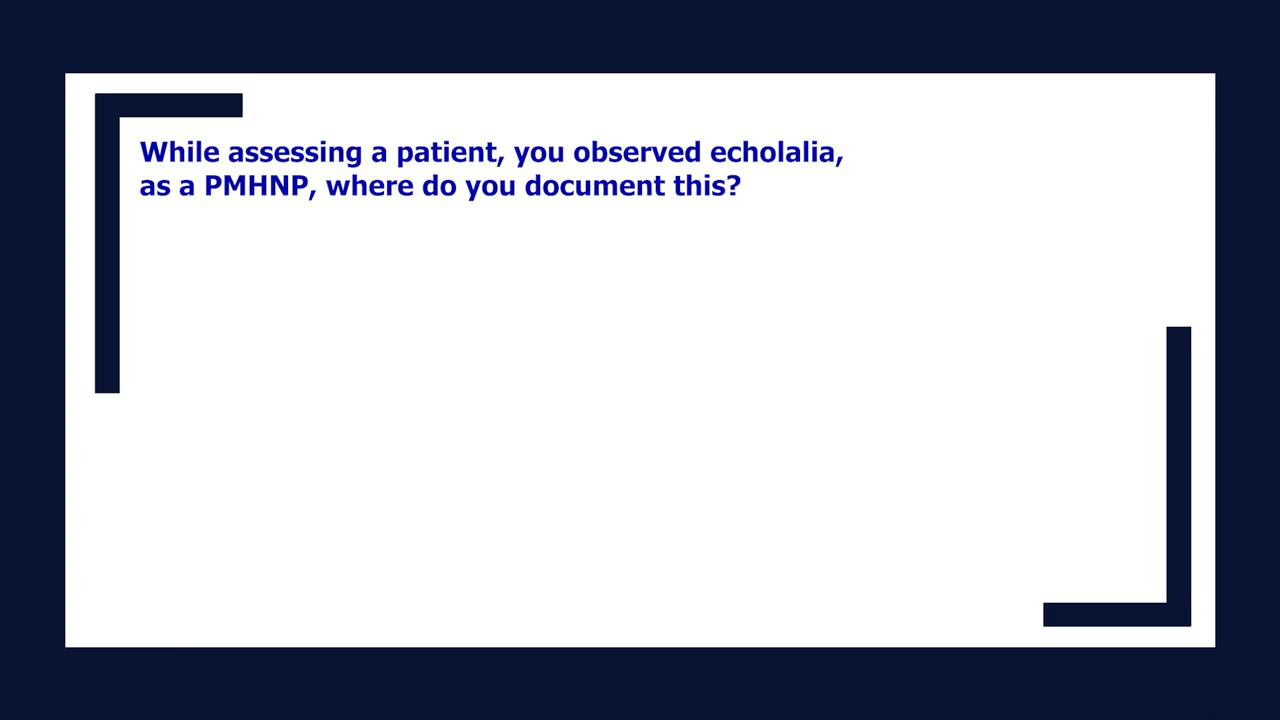 While assessing a patient, you observed echolalia,
as a PMHNP, where do you document this?